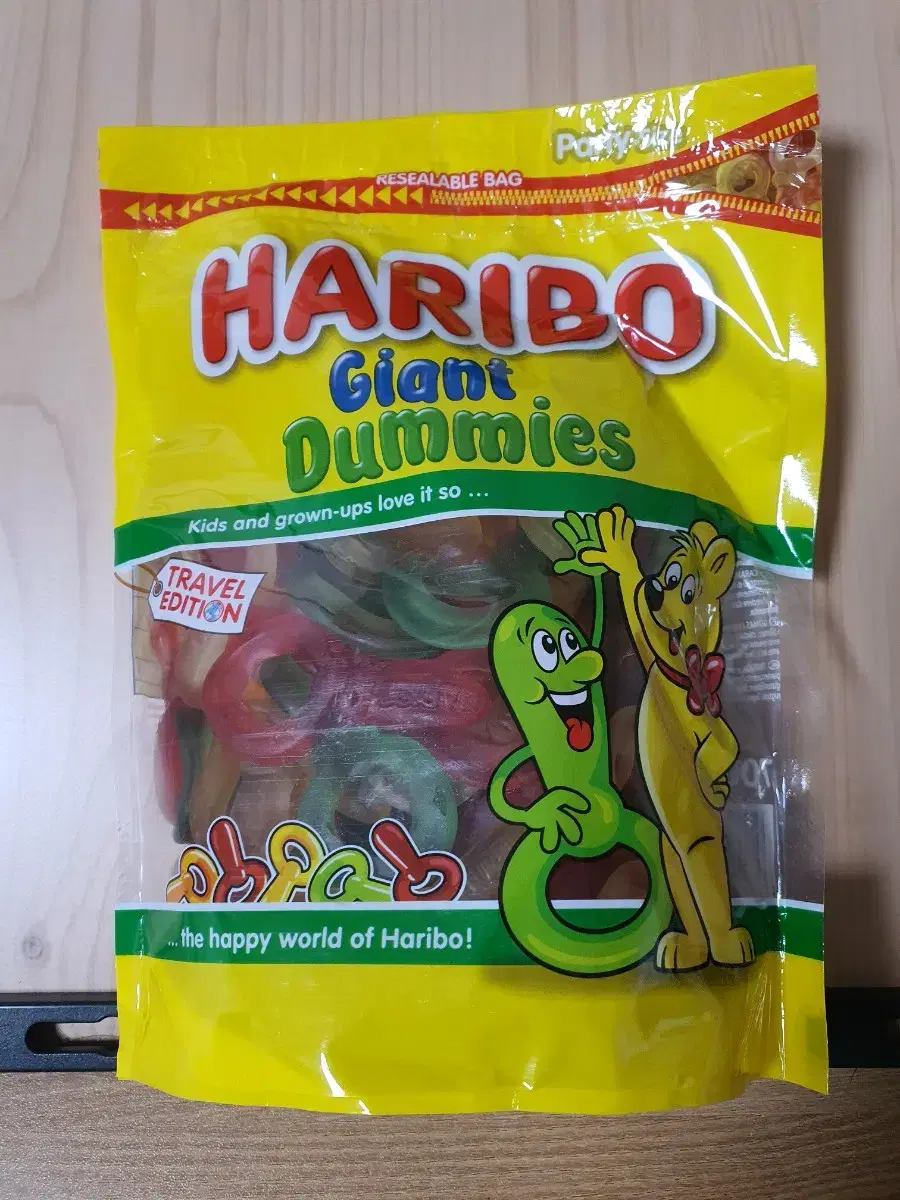 Party-size
RESEALABLE BAG
HARIBO
Giant
Dummies
Kids and grown-ups love it so ...
TRAVEL
EDITION
... the happy world of Haribo!